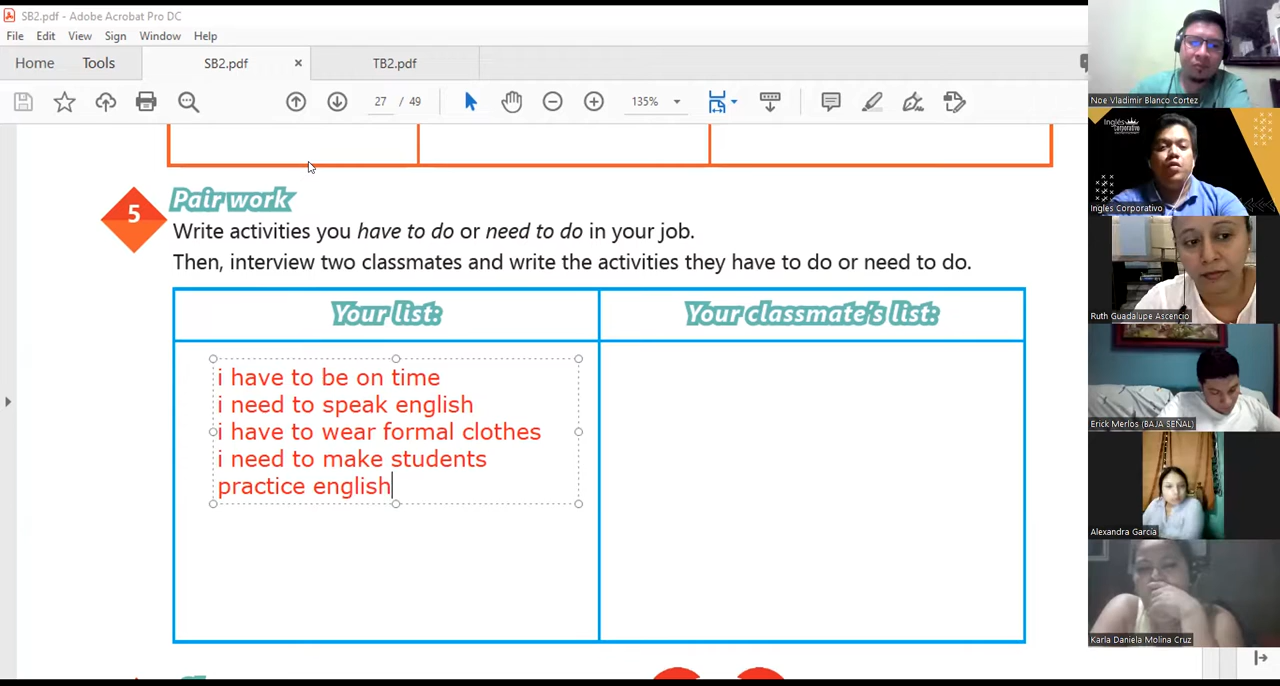 SB2.pdf - Adobe Acrobat Pro DC
File Edit View Sign Window Help
Home Tools SB2.pdf × TB2.pdf
27 / 49 135%
5
Pair work
Write activities you have to do or need to do in your job.
Then, interview two classmates and write the activities they have to do or need to do.
Your list: Your classmate's list:
i have to be on time
i need to speak english
i have to wear formal clothes
i need to make students
practice english
Noe Vladimir Blanco Cortez
Inglés
Corporativo
Inglés Corporativo
Ruth Guadalupe Ascencio
Erick Merlos (BAJA SEÑAL)
Alexandra García
Karla Daniela Molina Cruz